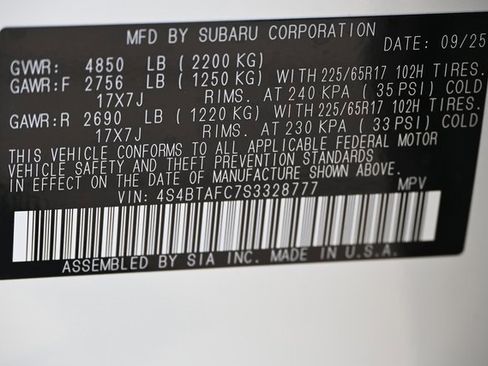 MFD BY SUBARU CORPORATION
DATE: 09/25
GVWR: 4850 LB (2200 KG)
GAWR:F 2756 LB (1250 KG) WITH 225/65R17 102H TIRES.
17X7J RIMS. AT 240 KPA (35 PSI) COLD
GAWR:R 2690 LB (1220 KG) WITH 225/65R17 102H TIRES.
17X7J RIMS. AT 230 KPA (33 PSI) COLD
THIS VEHICLE CONFORMS TO ALL APPLICABLE FEDERAL MOTOR
VEHICLE SAFETY AND THEFT PREVENTION STANDARDS
IN EFFECT ON THE DATE OF MANUFACTURE SHOWN ABOVE.
VIN: 4S4BTAFC7S3328777 MPV
ASSEMBLED BY SIA INC. MADE IN U.S.A.